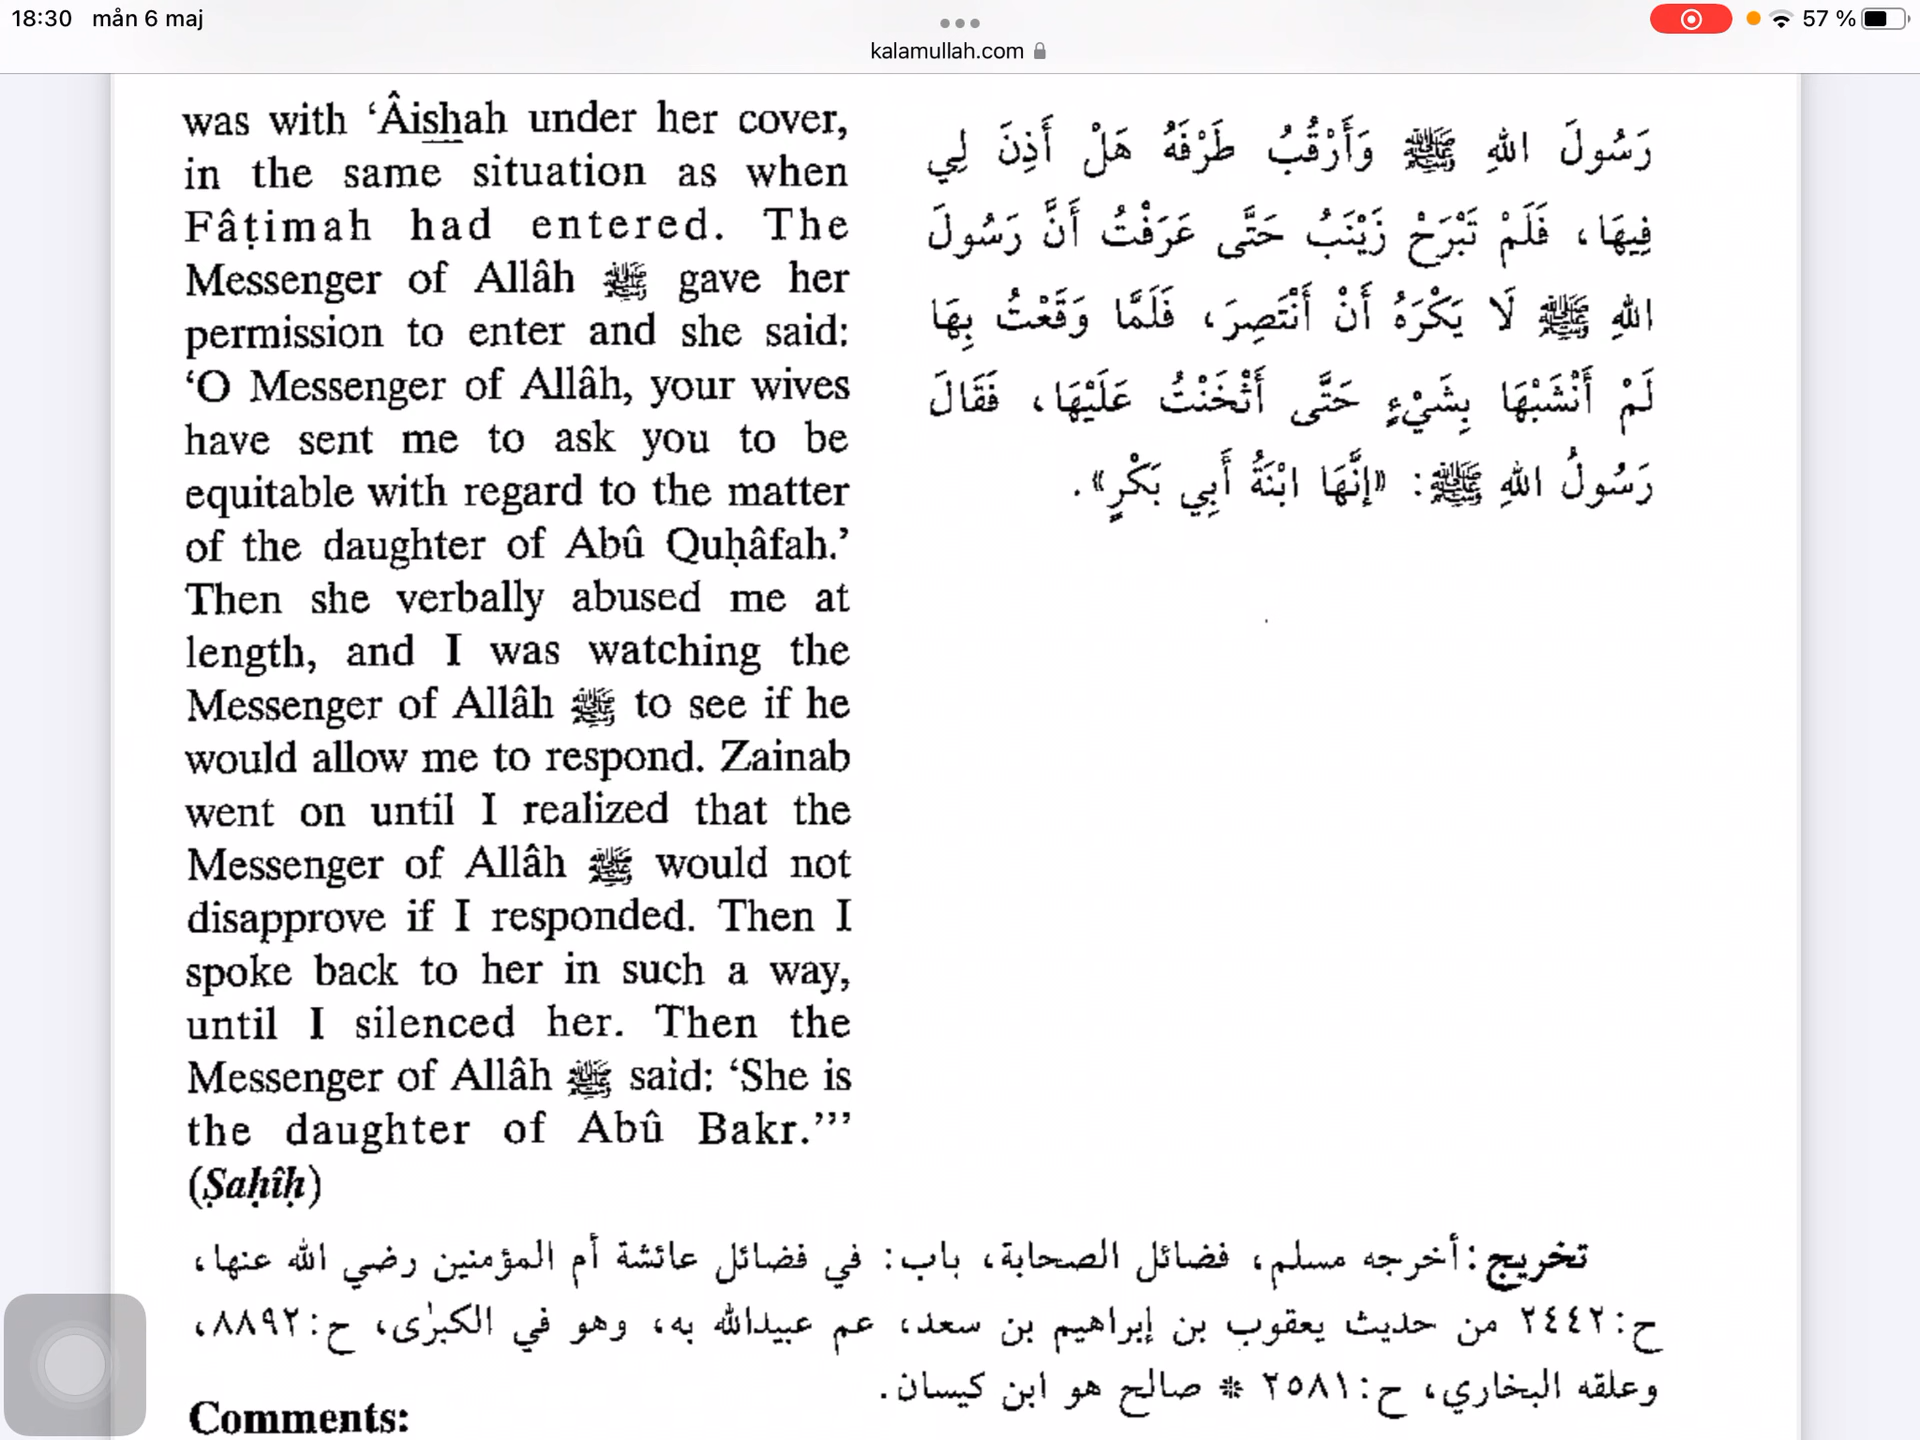 18:30 mån 6 maj
57 %
kalamullah.com
was with ‘Âishah under her cover,
in the same situation as when
Fâṭimah had entered. The
Messenger of Allâh ﷺ gave her
permission to enter and she said:
‘O Messenger of Allâh, your wives
have sent me to ask you to be
equitable with regard to the matter
of the daughter of Abû Quḥâfah.’
Then she verbally abused me at
length, and I was watching the
Messenger of Allâh ﷺ to see if he
would allow me to respond. Zainab
went on until I realized that the
Messenger of Allâh ﷺ would not
disapprove if I responded. Then I
spoke back to her in such a way,
until I silenced her. Then the
Messenger of Allâh ﷺ said: ‘She is
the daughter of Abû Bakr.’”
(Ṣaḥîḥ)
رَسُولَ اللهِ ﷺ وَأَرْقُبُ طَرْفَهُ هَلْ أَذِنَ لِي
فِيهَا، فَلَمْ تَبْرَحْ زَيْنَبُ حَتَّى عَرَفْتُ أَنَّ رَسُولَ
اللهِ ﷺ لَا يَكْرَهُ أَنْ أَنْتَصِرَ، فَلَمَّا وَقَعْتُ بِهَا
لَمْ أَنْشَبْهَا بِشَيْءٍ حَتَّى أَثْخَنْتُ عَلَيْهَا، فَقَالَ
رَسُولُ اللهِ ﷺ: «إِنَّهَا ابْنَةُ أَبِي بَكْرٍ».
تخريج: أخرجه مسلم، فضائل الصحابة، باب: في فضائل عائشة أم المؤمنين رضي الله عنها،
ح:٢٤٤٢ من حديث يعقوب بن إبراهيم بن سعد، عم عبيدالله به، وهو في الكبرٰى، ح:٨٨٩٢،
وعلقه البخاري، ح:٢٥٨١ * صالح هو ابن كيسان.
Comments: